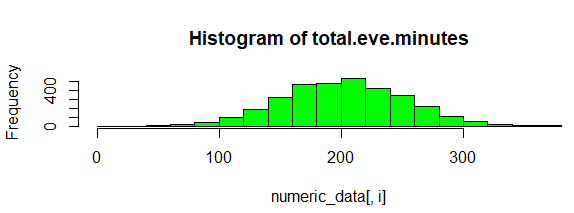 Histogram of total.eve.minutes
Frequency
400
0
0 100 200 300
numeric_data[, i]